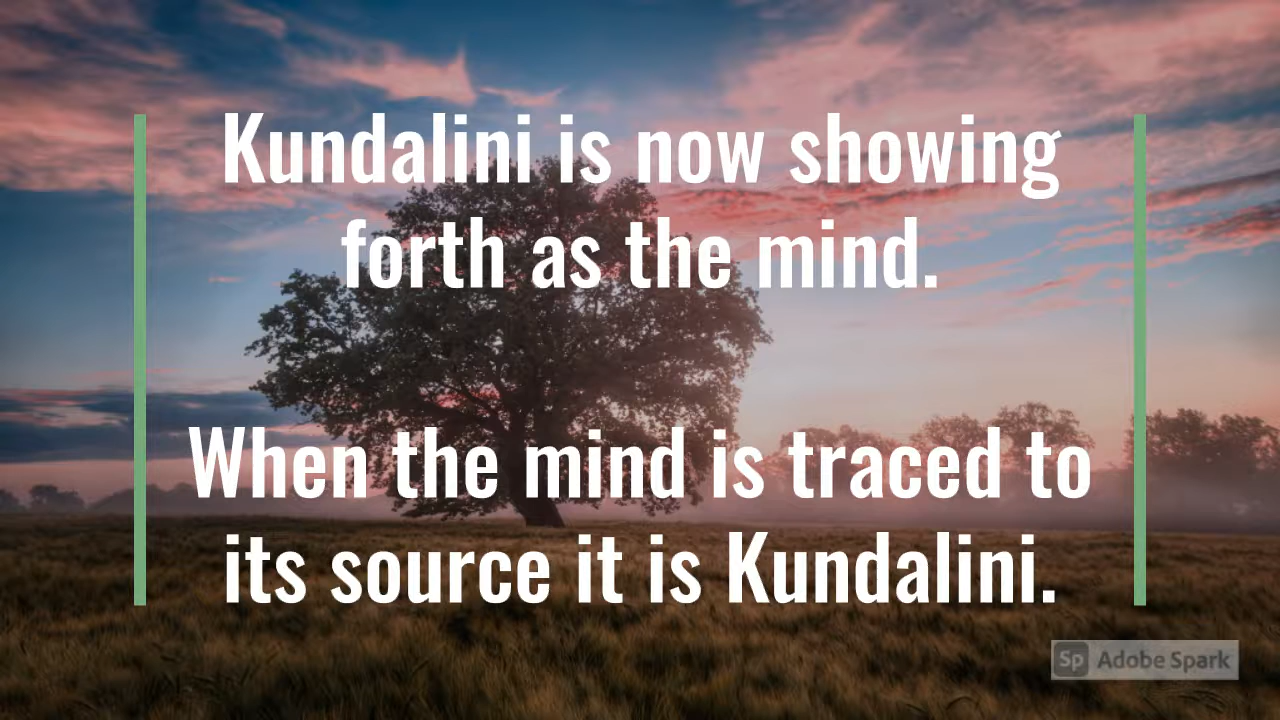 Kundalini is now showing
forth as the mind.
When the mind is traced to
its source it is Kundalini.
Sp Adobe Spark